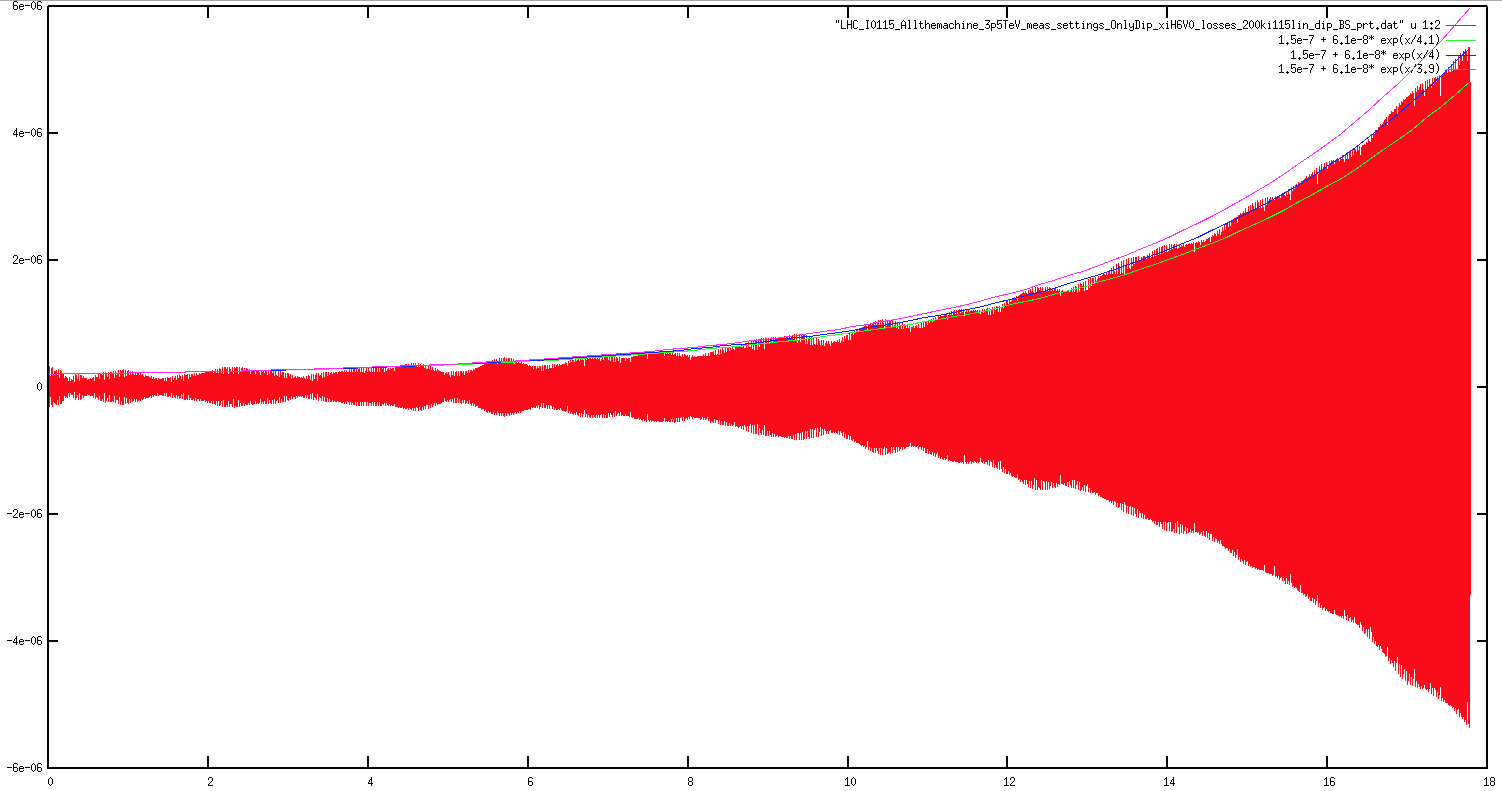 "LHC_I0115_Allthemachine_3p5TeV_meas_settings_OnlyDip_xiH6V0_losses_200ki115lin_dip_BS_prt.dat" u 1:2
1.5e-7 + 6.1e-8* exp(x/4.1)
1.5e-7 + 6.1e-8* exp(x/4)
1.5e-7 + 6.1e-8* exp(x/3.9)
6e-06
4e-06
2e-06
0
-2e-06
-4e-06
-6e-06
0 2 4 6 8 10 12 14 16 18